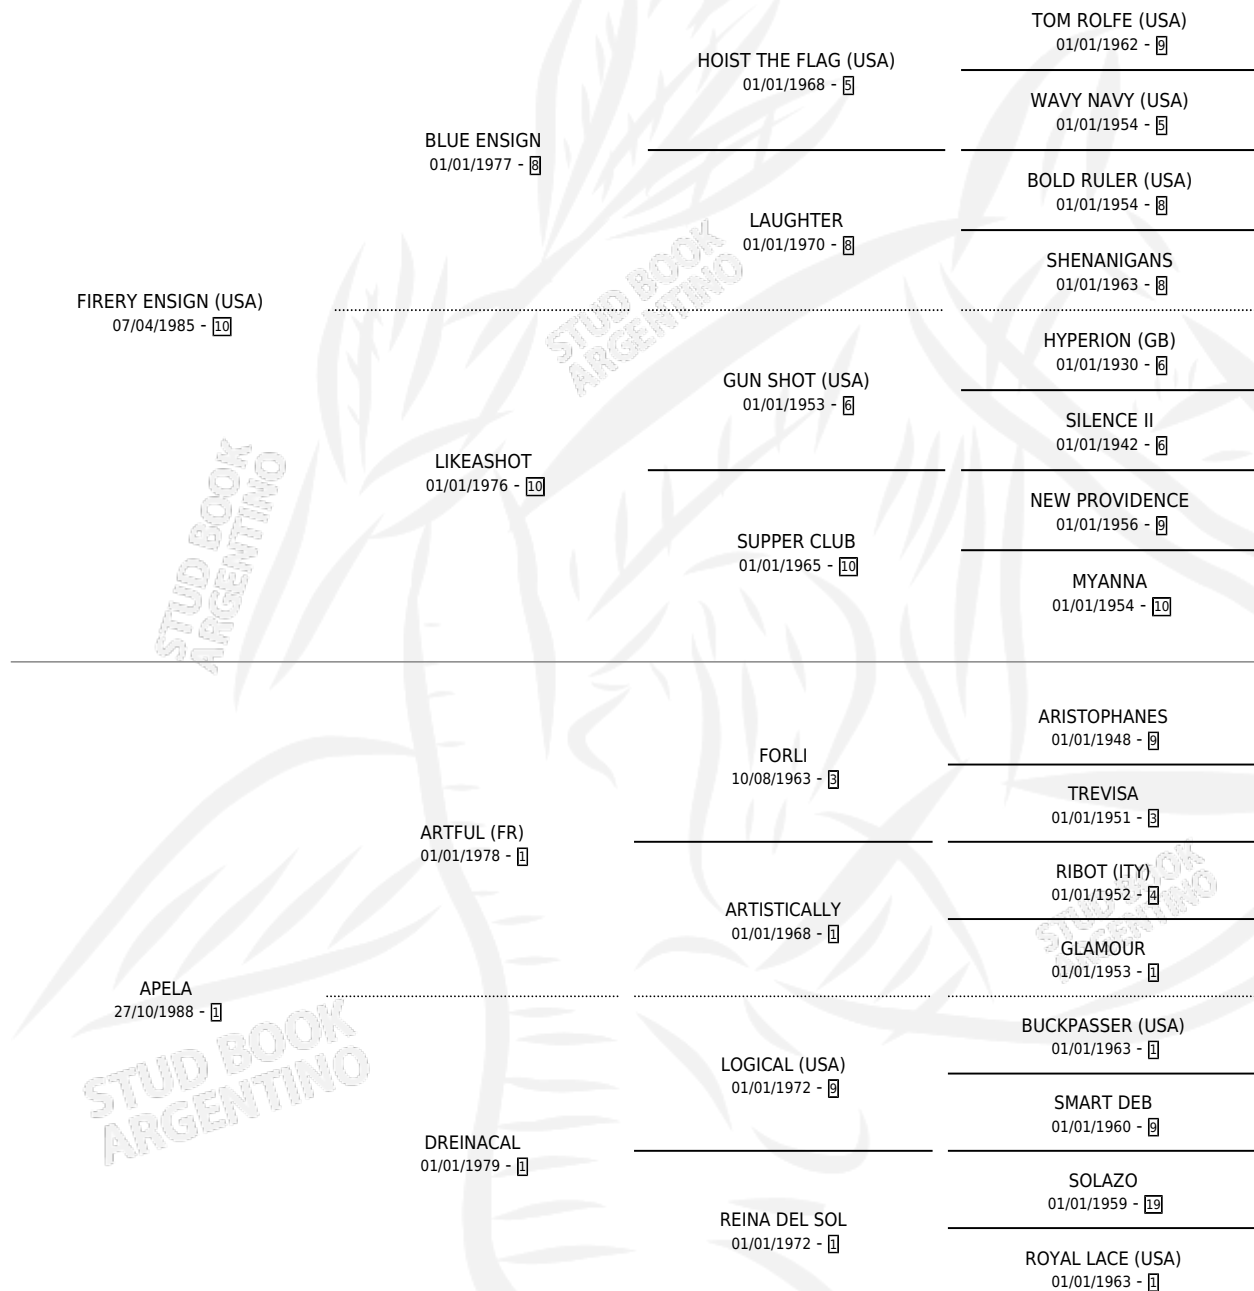 TOM ROLFE (USA)
01/01/1962 - 9
HOIST THE FLAG (USA)
01/01/1968 - 5
WAVY NAVY (USA)
01/01/1954 - 5
BLUE ENSIGN
01/01/1977 - 8
BOLD RULER (USA)
01/01/1954 - 8
LAUGHTER
01/01/1970 - 8
SHENANIGANS
01/01/1963 - 8
FIRERY ENSIGN (USA)
07/04/1985 - 10
STUD BOOK
ARGENTINO
HYPERION (GB)
01/01/1930 - 6
GUN SHOT (USA)
01/01/1953 - 6
SILENCE II
01/01/1942 - 6
LIKEASHOT
01/01/1976 - 10
NEW PROVIDENCE
01/01/1956 - 9
SUPPER CLUB
01/01/1965 - 10
MYANNA
01/01/1954 - 10
STUD BOOK
ARGENTINO
ARISTOPHANES
01/01/1948 - 9
FORLI
10/08/1963 - 3
TREVISA
01/01/1951 - 3
ARTFUL (FR)
01/01/1978 - 1
RIBOT (ITY)
01/01/1952 - 4
ARTISTICALLY
01/01/1968 - 1
GLAMOUR
01/01/1953 - 1
STUD BOOK
ARGENTINO
APELA
27/10/1988 - 1
STUD BOOK
ARGENTINO
BUCKPASSER (USA)
01/01/1963 - 1
LOGICAL (USA)
01/01/1972 - 9
SMART DEB
01/01/1960 - 9
DREINACAL
01/01/1979 - 1
SOLAZO
01/01/1959 - 19
REINA DEL SOL
01/01/1972 - 1
ROYAL LACE (USA)
01/01/1963 - 1